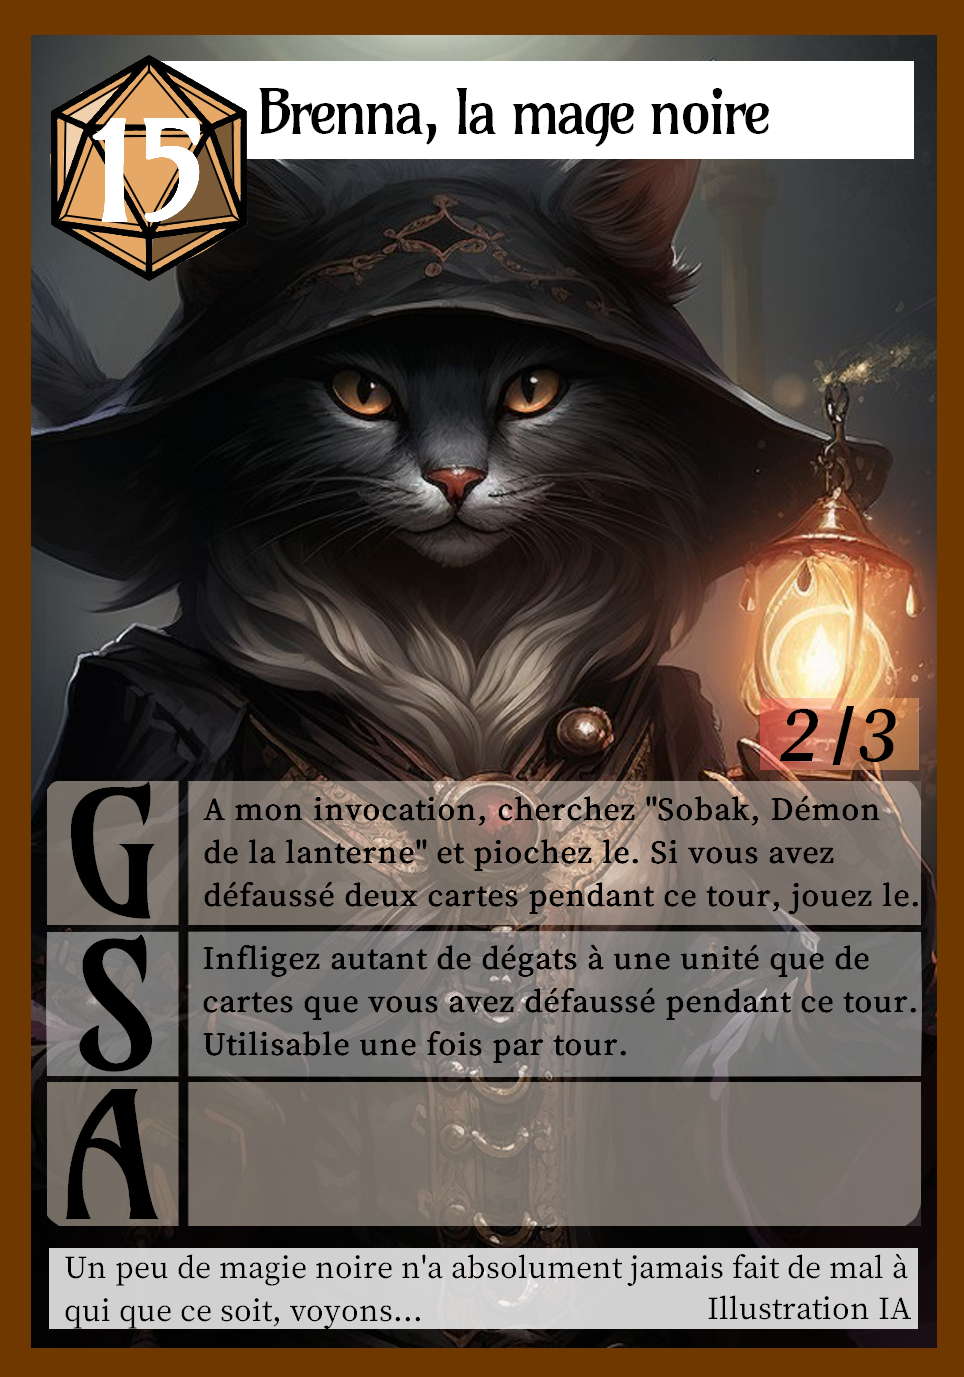 15
Brenna, la mage noire
2/3
G
A mon invocation, cherchez "Sobak, Démon
de la lanterne" et piochez le. Si vous avez
défaussé deux cartes pendant ce tour, jouez le.
S
Infligez autant de dégats à une unité que de
cartes que vous avez défaussé pendant ce tour.
Utilisable une fois par tour.
A
Un peu de magie noire n'a absolument jamais fait de mal à
qui que ce soit, voyons...
Illustration IA